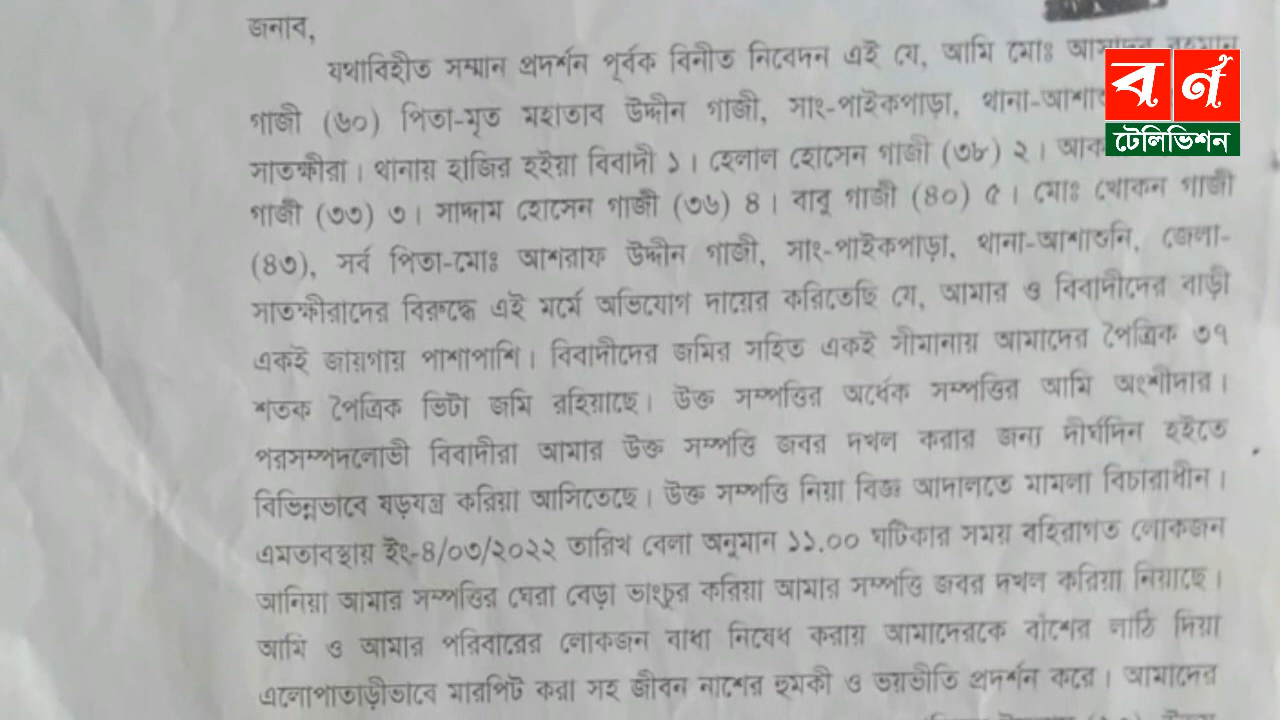 জনাব,
যথাবিহীত সম্মান প্রদর্শন পূর্বক বিনীত নিবেদন এই যে, আমি মোঃ
গাজী (৬০) পিতা-মৃত মহাতাব উদ্দীন গাজী, সাং-পাইকপাড়া, থানা-
সাতক্ষীরা। থানায় হাজির হইয়া বিবাদী ১। হেলাল হোসেন গাজী (৩৮) ২।
গাজী (৩৩) ৩। সাদ্দাম হোসেন গাজী (৩৬) ৪। বাবু গাজী (৪০) ৫। মোঃ খোকন গাজী
(৪৩), সর্ব পিতা-মোঃ আশরাফ উদ্দীন গাজী, সাং-পাইকপাড়া, থানা-আশাশুনি, জেলা-
সাতক্ষীরাদের বিরুদ্ধে এই মর্মে অভিযোগ দায়ের করিতেছি যে, আমার ও বিবাদীদের বাড়ী
একই জায়গায় পাশাপাশি। বিবাদীদের জমির সহিত একই সীমানায় আমাদের পৈত্রিক ৩৭
শতক পৈত্রিক ভিটা জমি রহিয়াছে। উক্ত সম্পত্তির অর্ধেক সম্পত্তির আমি অংশীদার।
পরসম্পদলোভী বিবাদীরা আমার উক্ত সম্পত্তি জবর দখল করার জন্য দীর্ঘদিন হইতে
বিভিন্নভাবে ষড়যন্ত্র করিয়া আসিতেছে। উক্ত সম্পত্তি নিয়া বিজ্ঞ আদালতে মামলা বিচারাধীন।
এমতাবস্থায় ইং-৪/০৩/২০২২ তারিখ বেলা অনুমান ১১.০০ ঘটিকার সময় বহিরাগত লোকজন
আনিয়া আমার সম্পত্তির ঘেরা বেড়া ভাংচুর করিয়া আমার সম্পত্তি জবর দখল করিয়া নিয়াছে।
আমি ও আমার পরিবারের লোকজন বাধা নিষেধ করায় আমাদেরকে বাঁশের লাঠি দিয়া
এলোপাতাড়ীভাবে মারপিট করা সহ জীবন নাশের হুমকী ও ভয়ভীতি প্রদর্শন করে। আমাদের
বর্ন
টেলিভিশন